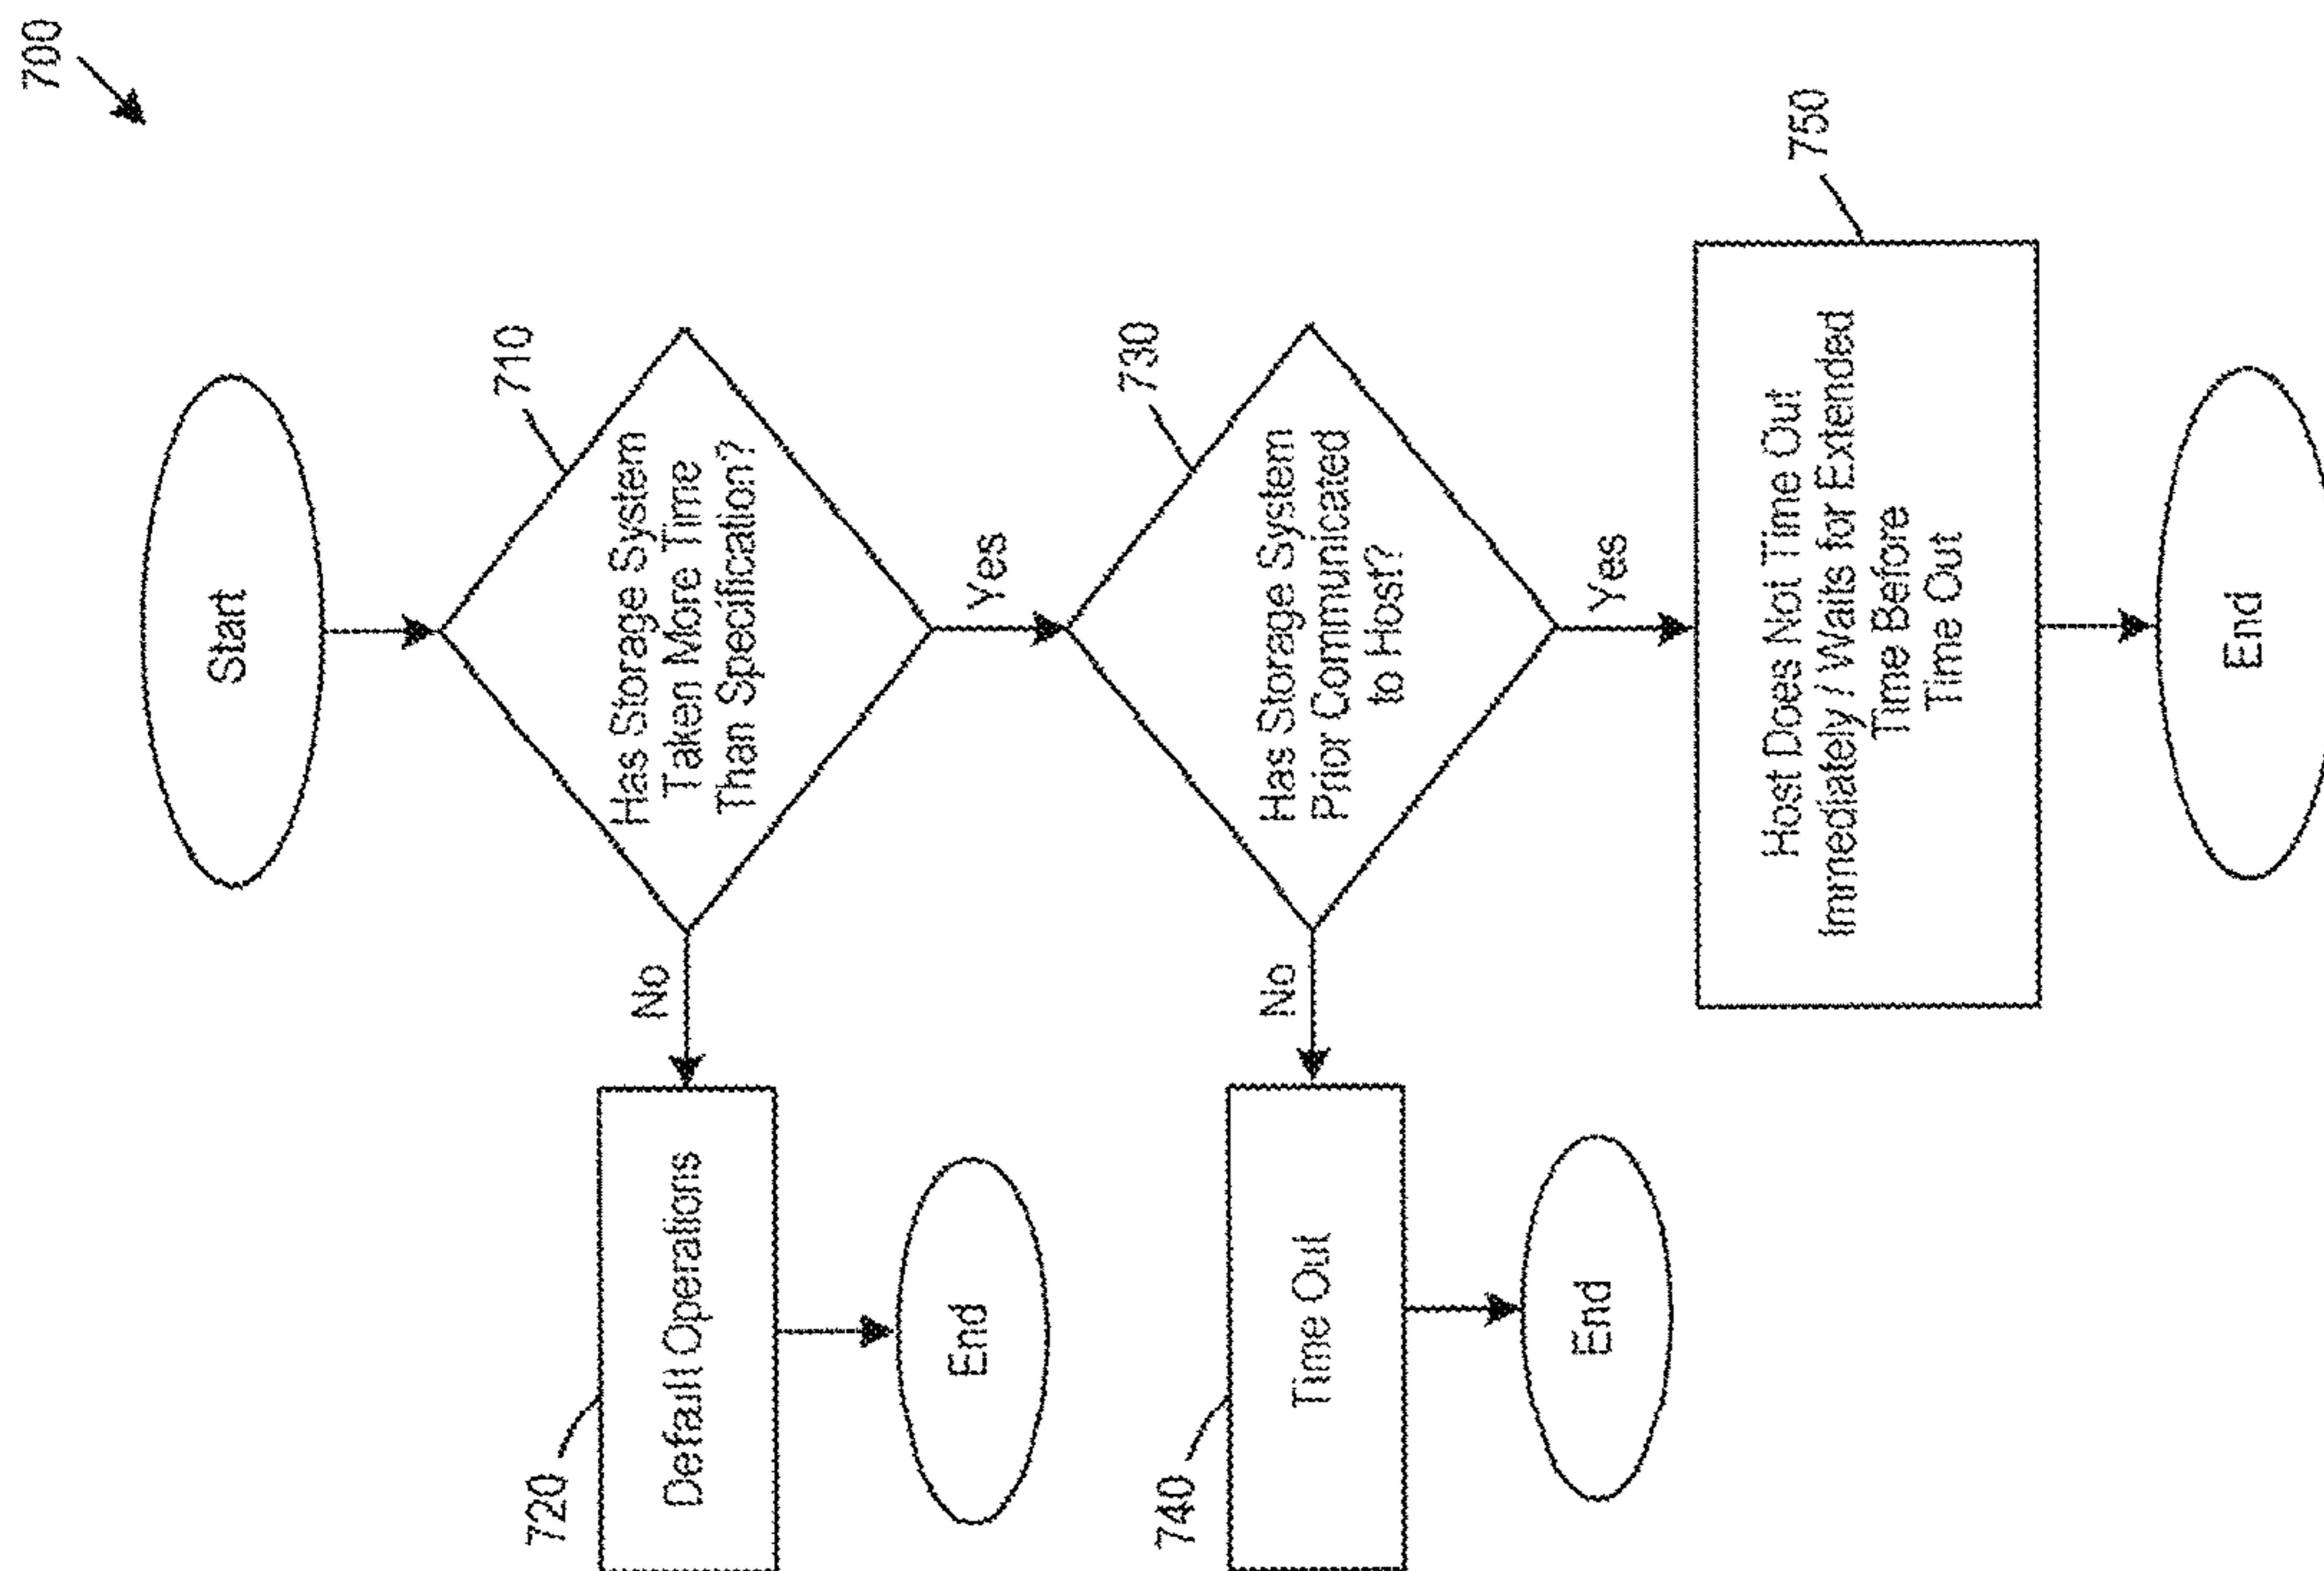 700
Start
710
Has Storage System
Taken More Time
Than Specification?
No
Yes
720
Default Operations
End
730
Has Storage System
Prior Communicated
to Host?
No
Yes
740
Time Out
End
750
Host Does Not Time Out
Immediately / Waits for Extended
Time Before
Time Out
End